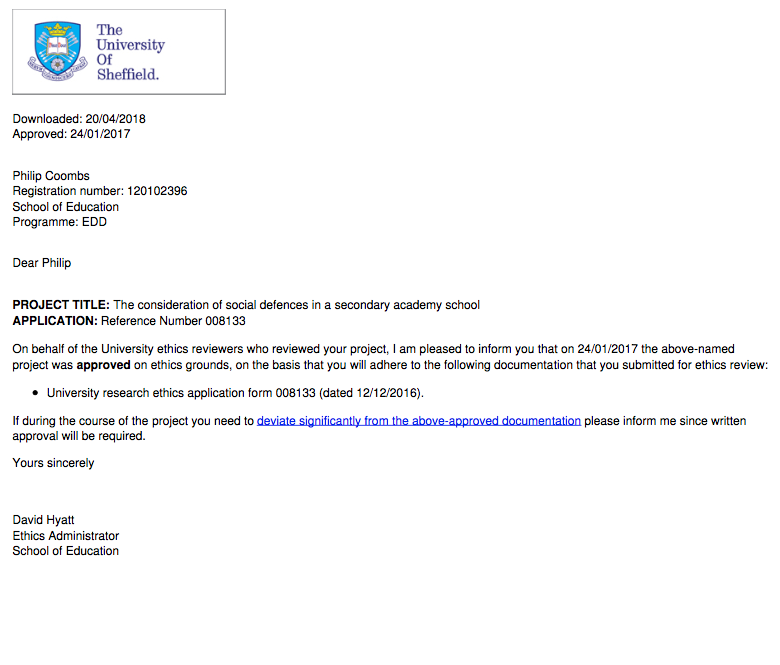 The
University
Of
Sheffield.
Downloaded: 20/04/2018
Approved: 24/01/2017
Philip Coombs
Registration number: 120102396
School of Education
Programme: EDD
Dear Philip
PROJECT TITLE: The consideration of social defences in a secondary academy school
APPLICATION: Reference Number 008133
On behalf of the University ethics reviewers who reviewed your project, I am pleased to inform you that on 24/01/2017 the above-named
project was approved on ethics grounds, on the basis that you will adhere to the following documentation that you submitted for ethics review:
• University research ethics application form 008133 (dated 12/12/2016).
If during the course of the project you need to deviate significantly from the above-approved documentation please inform me since written
approval will be required.
Yours sincerely
David Hyatt
Ethics Administrator
School of Education